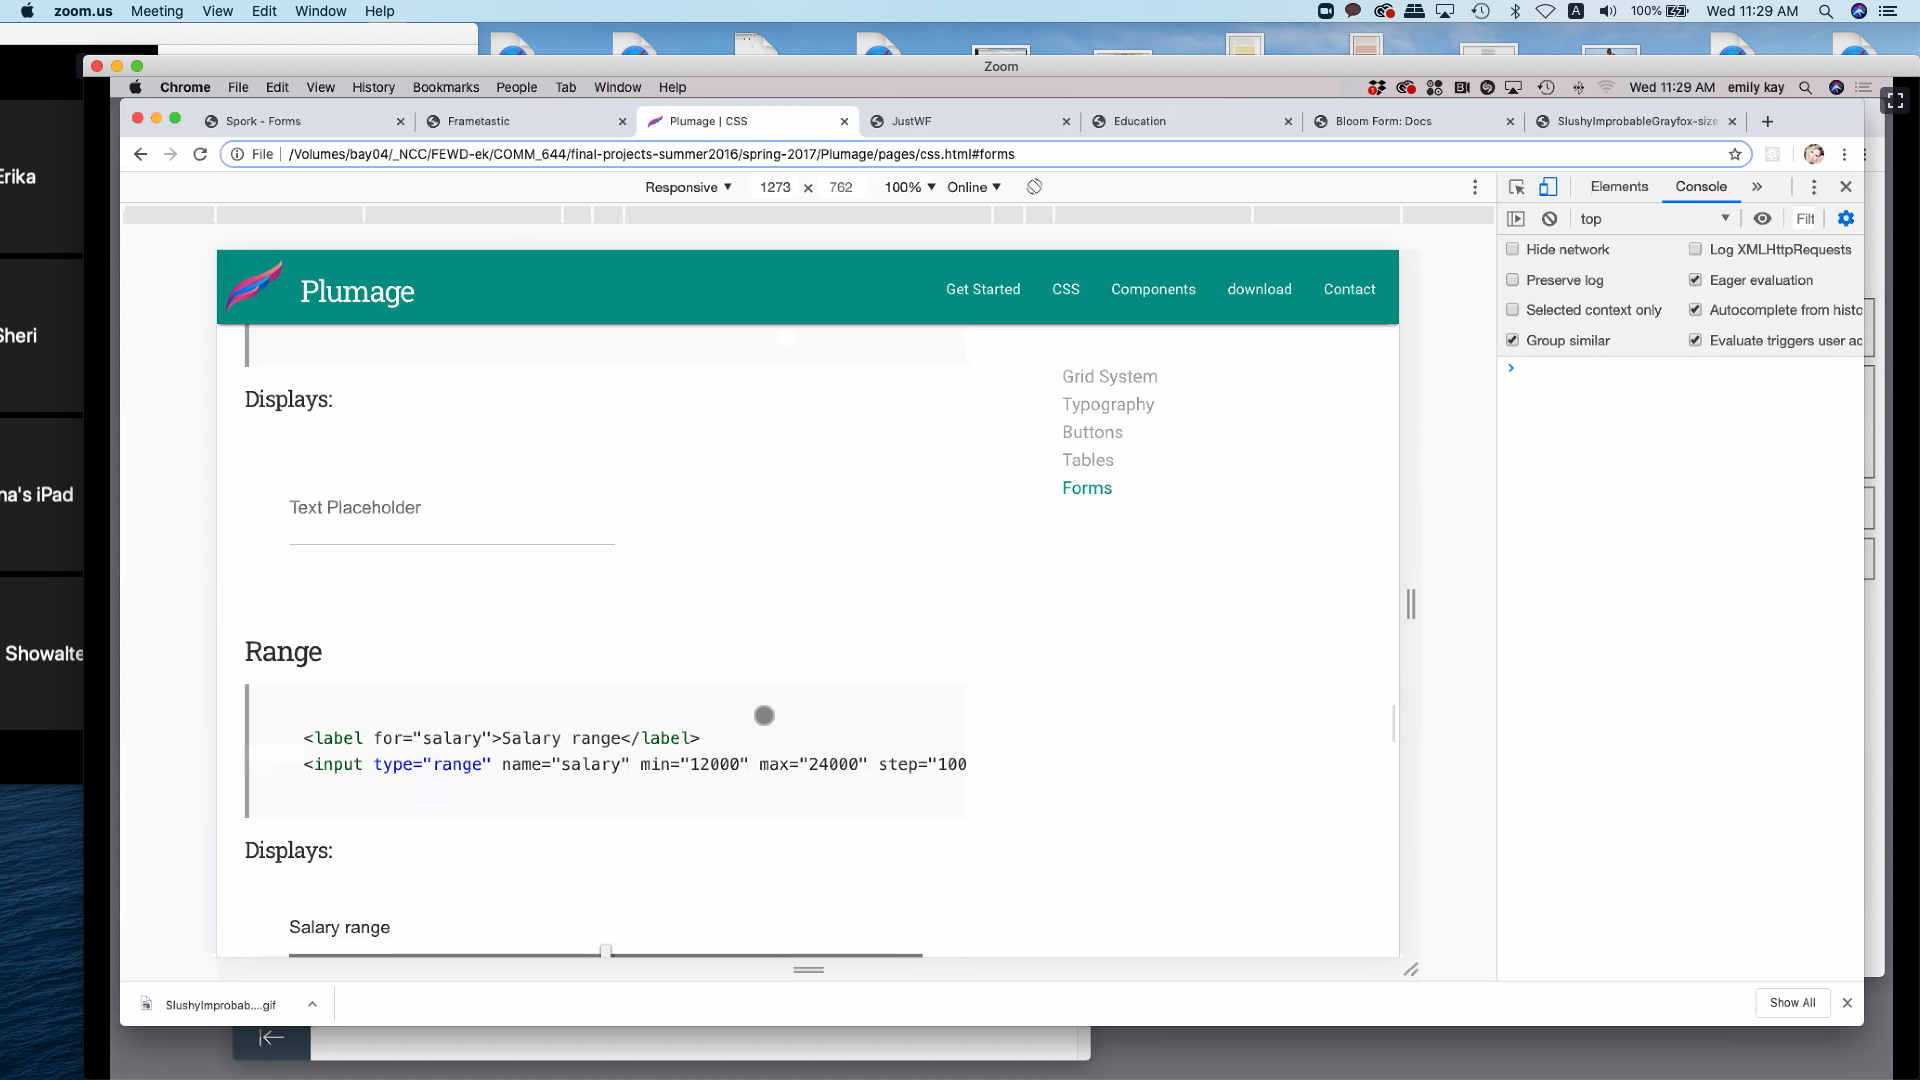 zoom.us Meeting View Edit Window Help
100% Wed 11:29 AM
Zoom
Chrome File Edit View History Bookmarks People Tab Window Help
Wed 11:29 AM emily kay
Spork - Forms
Frametastic
Plumage | CSS
JustWF
Education
Bloom Form: Docs
SlushyImprobableGrayfox-size
File /Volumes/bay04/_NCC/FEWD-ek/COMM_644/final-projects-summer2016/spring-2017/Plumage/pages/css.html#forms
Responsive 1273 × 762 100% Online
Elements Console
top
Filt
Hide network
Log XMLHttpRequests
Preserve log
Eager evaluation
Selected context only
Autocomplete from histo
Group similar
Evaluate triggers user ac
Erika
Sheri
na's iPad
Showalte
Plumage
Get Started CSS Components download Contact
Displays:
Text Placeholder
Grid System
Typography
Buttons
Tables
Forms
Range
<label for="salary">Salary range</label>
<input type="range" name="salary" min="12000" max="24000" step="100
Displays:
Salary range
SlushyImprobab....gif
Show All